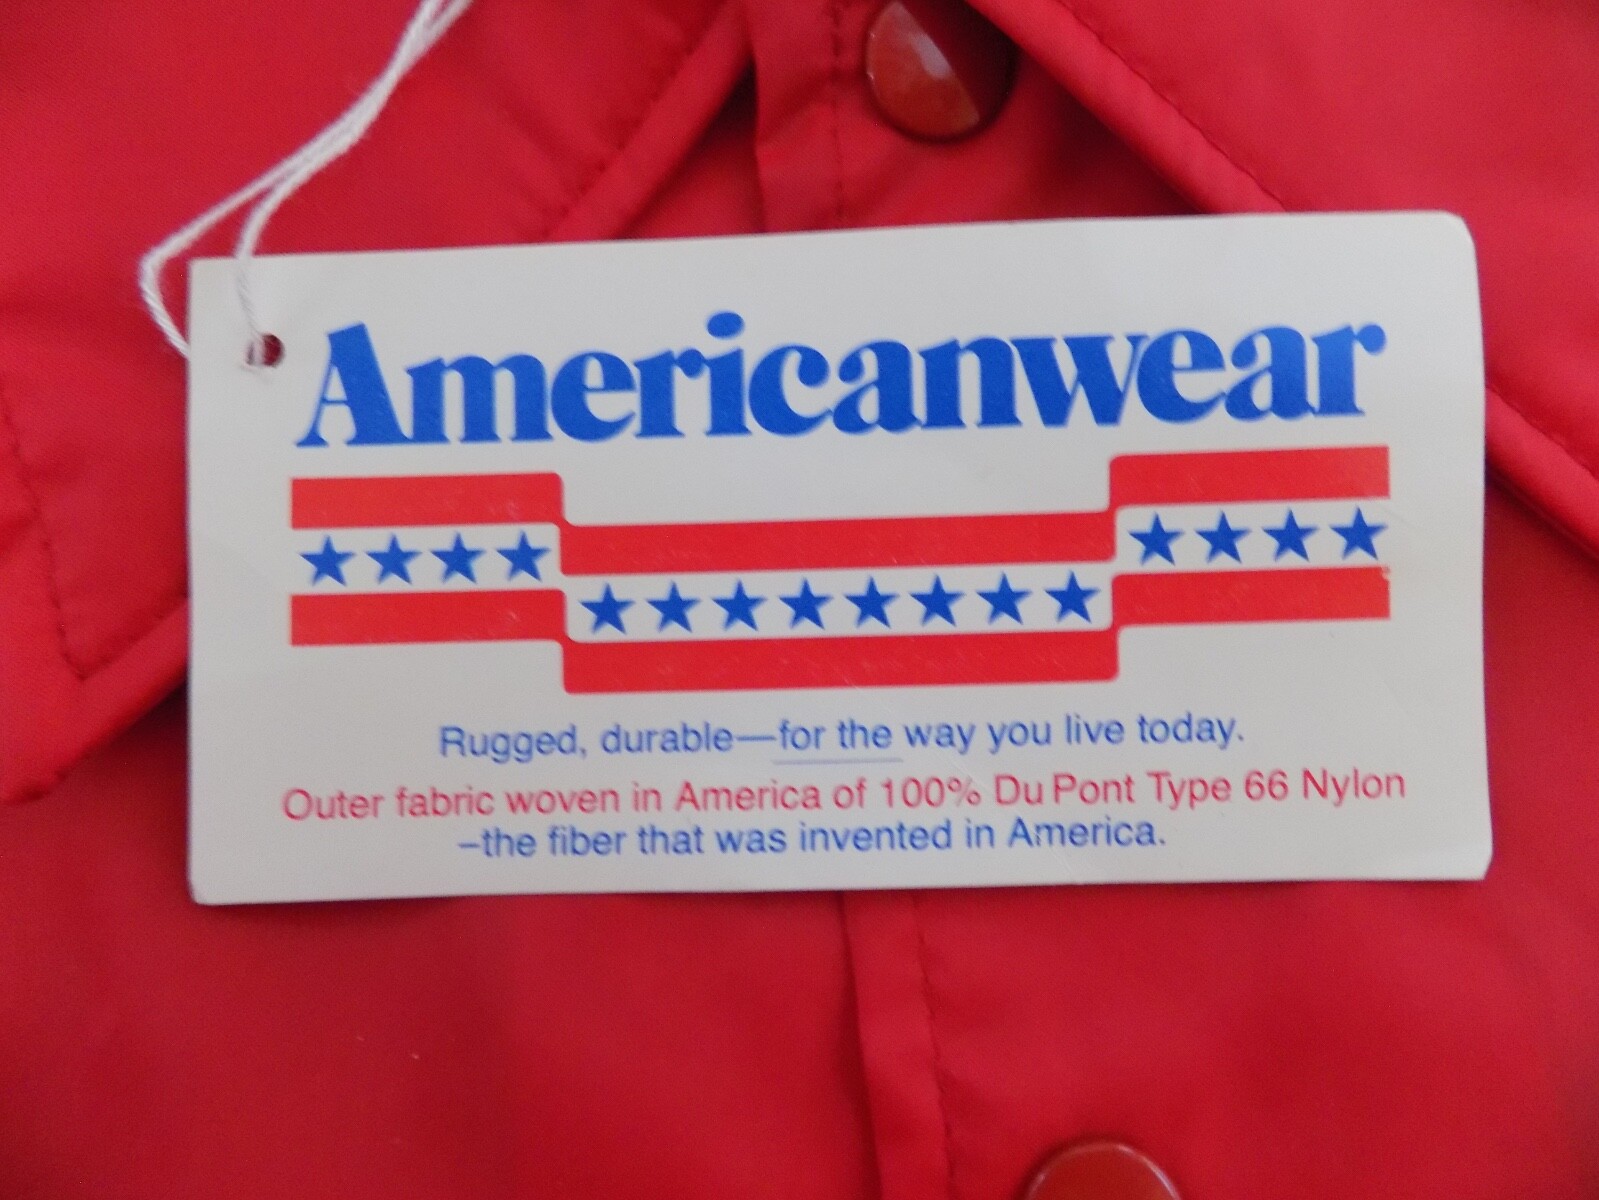 Americanwear
Rugged, durable—for the way you live today.
Outer fabric woven in America of 100% Du Pont Type 66 Nylon
–the fiber that was invented in America.